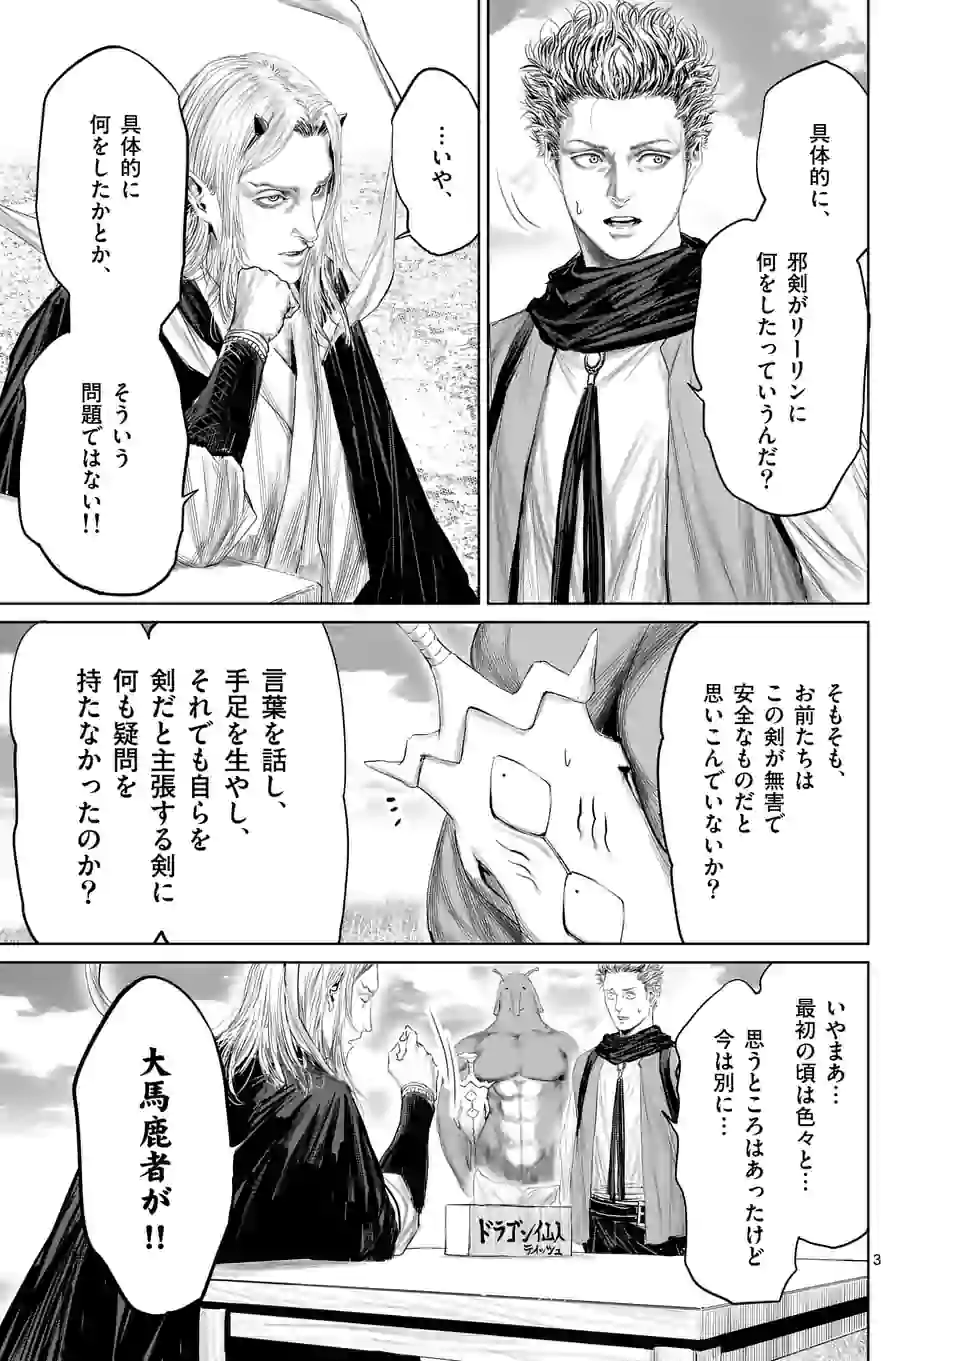 具体的に、
邪剣がリーリンに
何をしたっていうんだ?
…いや、
具体的に
何をしたかとか、
そういう
問題ではない!!
そもそも、
お前たちは
この剣が無害で
安全なものだと
思いこんでいないか?
言葉を話し、
手足を生やし、
それでも自らを
剣だと主張する剣に
何も疑問を
持たなかったのか?
いやまあ…
最初の頃は色々と…
思うところはあったけど
今は別に…
大馬鹿者が!!
ドラゴン仙人
ティッシュ
3